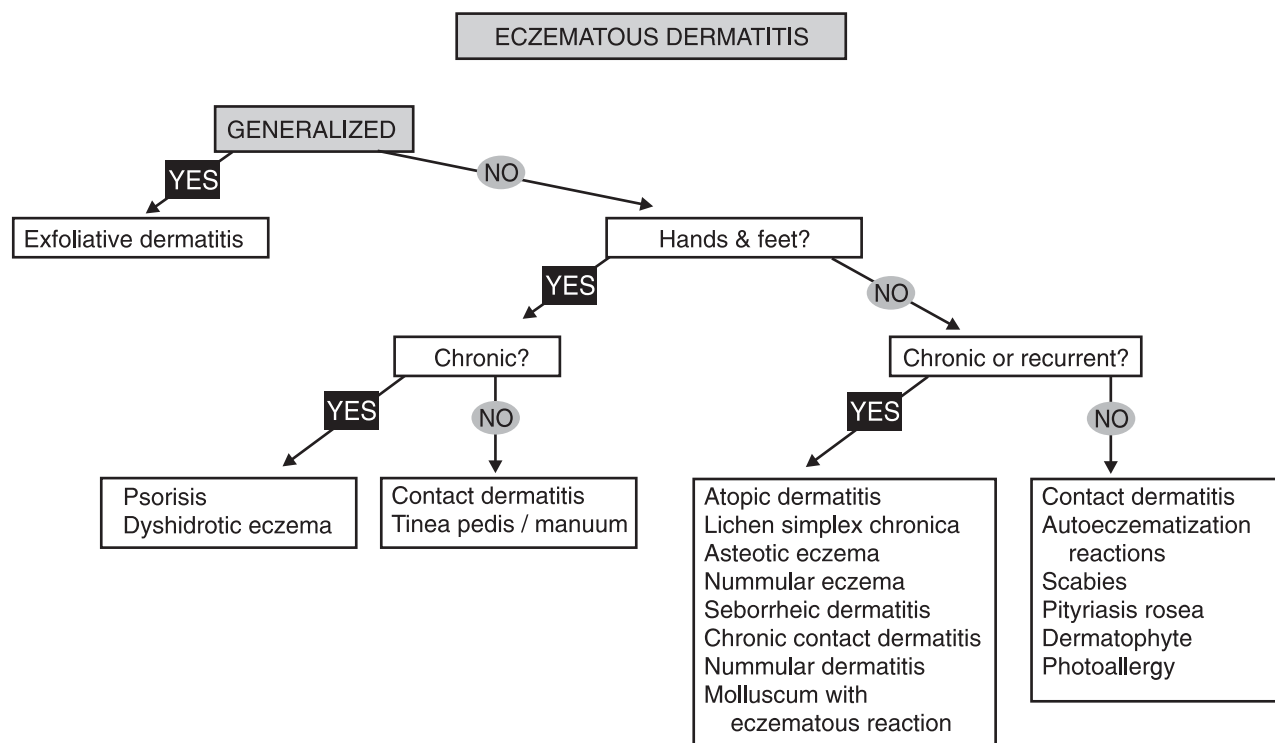 ECZEMATOUS DERMATITIS
GENERALIZED
YES
NO
Exfoliative dermatitis
Hands & feet?
YES
NO
Chronic?
Chronic or recurrent?
YES
NO
YES
NO
Psorisis
Dyshidrotic eczema
Contact dermatitis
Tinea pedis / manuum
Atopic dermatitis
Lichen simplex chronica
Asteotic eczema
Nummular eczema
Seborrheic dermatitis
Chronic contact dermatitis
Nummular dermatitis
Molluscum with
eczematous reaction
Contact dermatitis
Autoeczematization
reactions
Scabies
Pityriasis rosea
Dermatophyte
Photoallergy